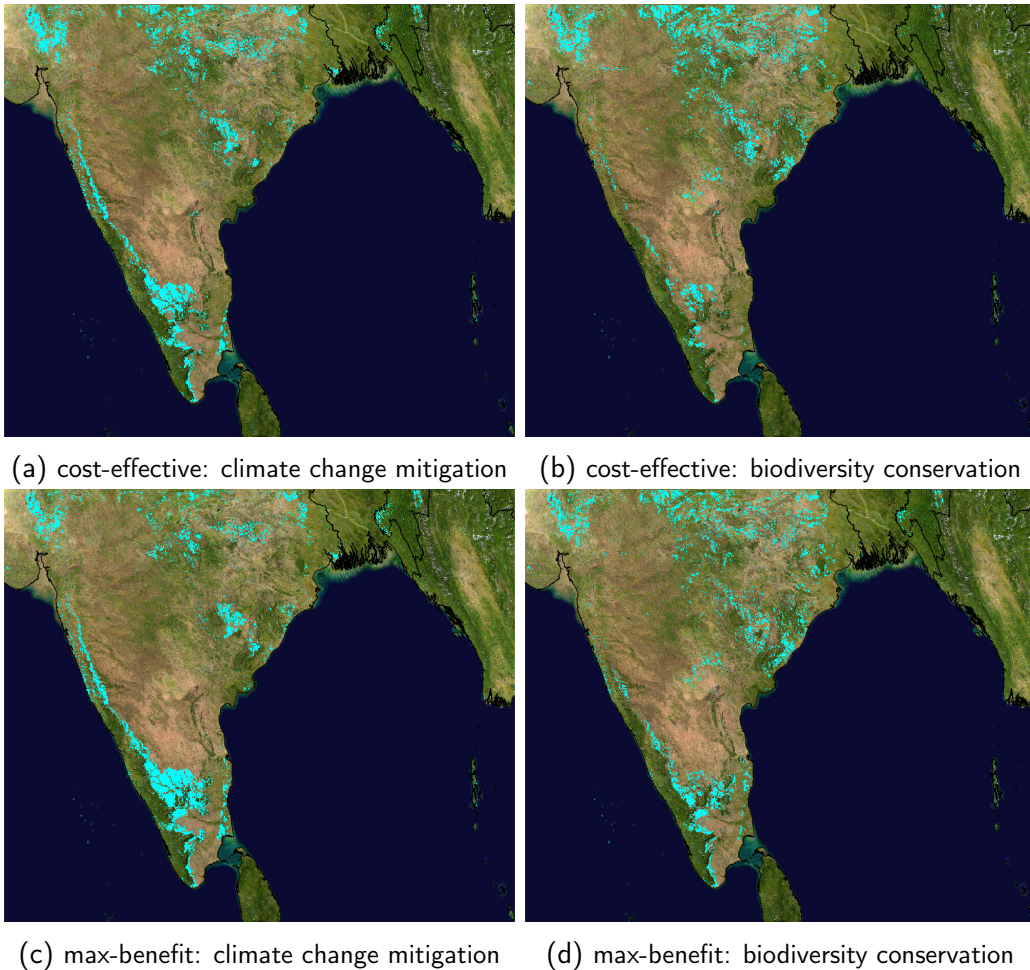 (a) cost-effective: climate change mitigation
(b) cost-effective: biodiversity conservation
(c) max-benefit: climate change mitigation
(d) max-benefit: biodiversity conservation